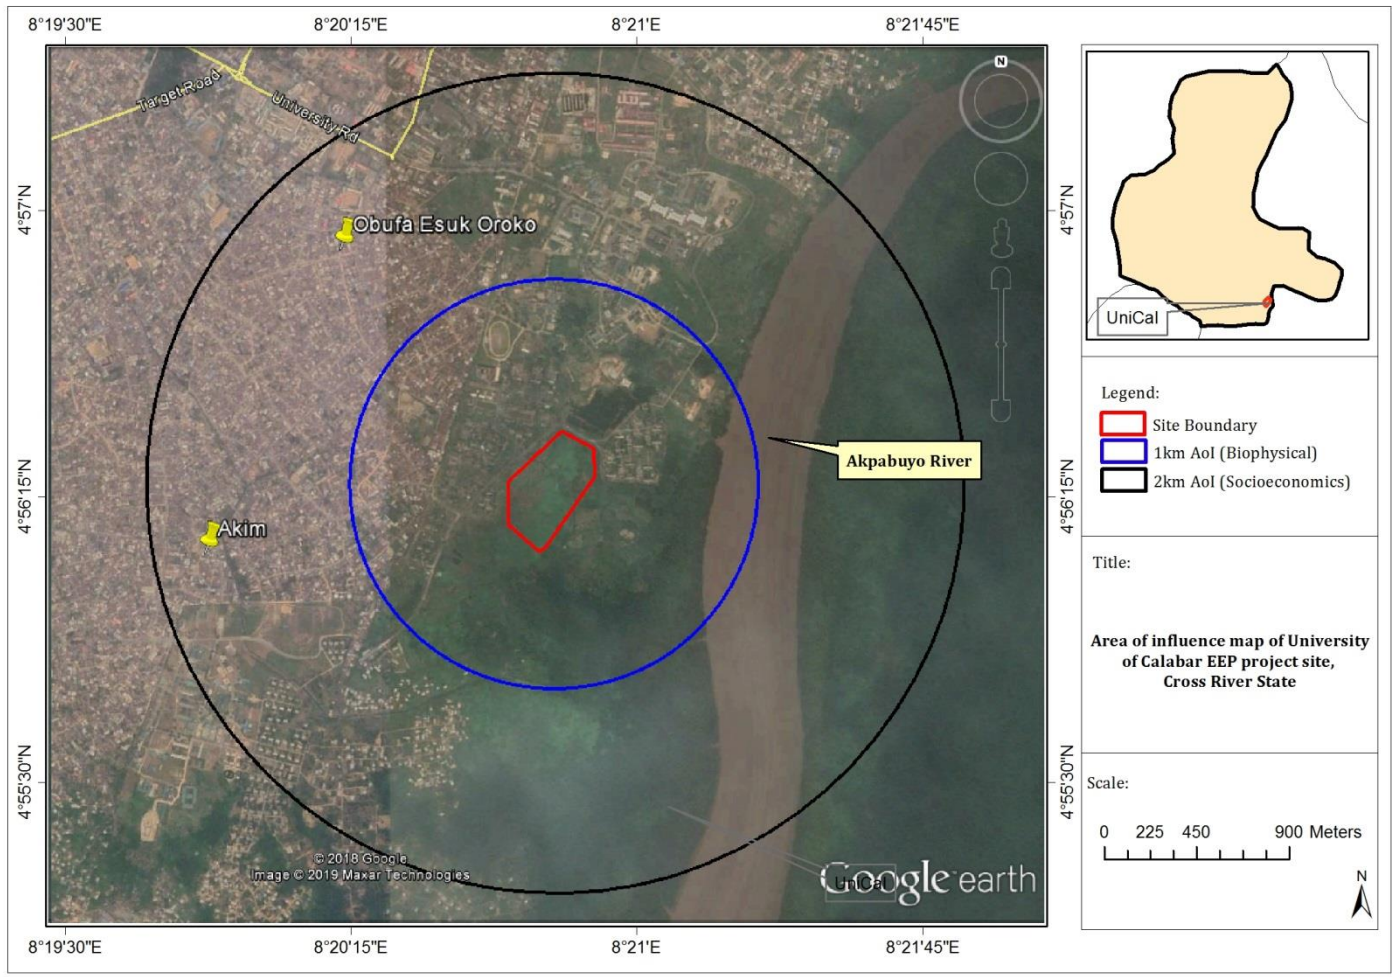 8°19'30"E
8°20'15"E
8°21'E
8°21'45"E
Target Road
University Rd
N
4°57'N
4°57'N
Obufa Esuk Oroko
UniCal
Legend:
Site Boundary
1km AoI (Biophysical)
2km AoI (Socioeconomics)
Akpabuyo River
4°56'15"N
4°56'15"N
Akim
Title:
Area of influence map of University
of Calabar EEP project site,
Cross River State
4°55'30"N
4°55'30"N
Scale:
0 225 450 900 Meters
© 2018 Google
Image © 2019 Maxar Technologies
Google earth
UniCal
N
8°19'30"E
8°20'15"E
8°21'E
8°21'45"E